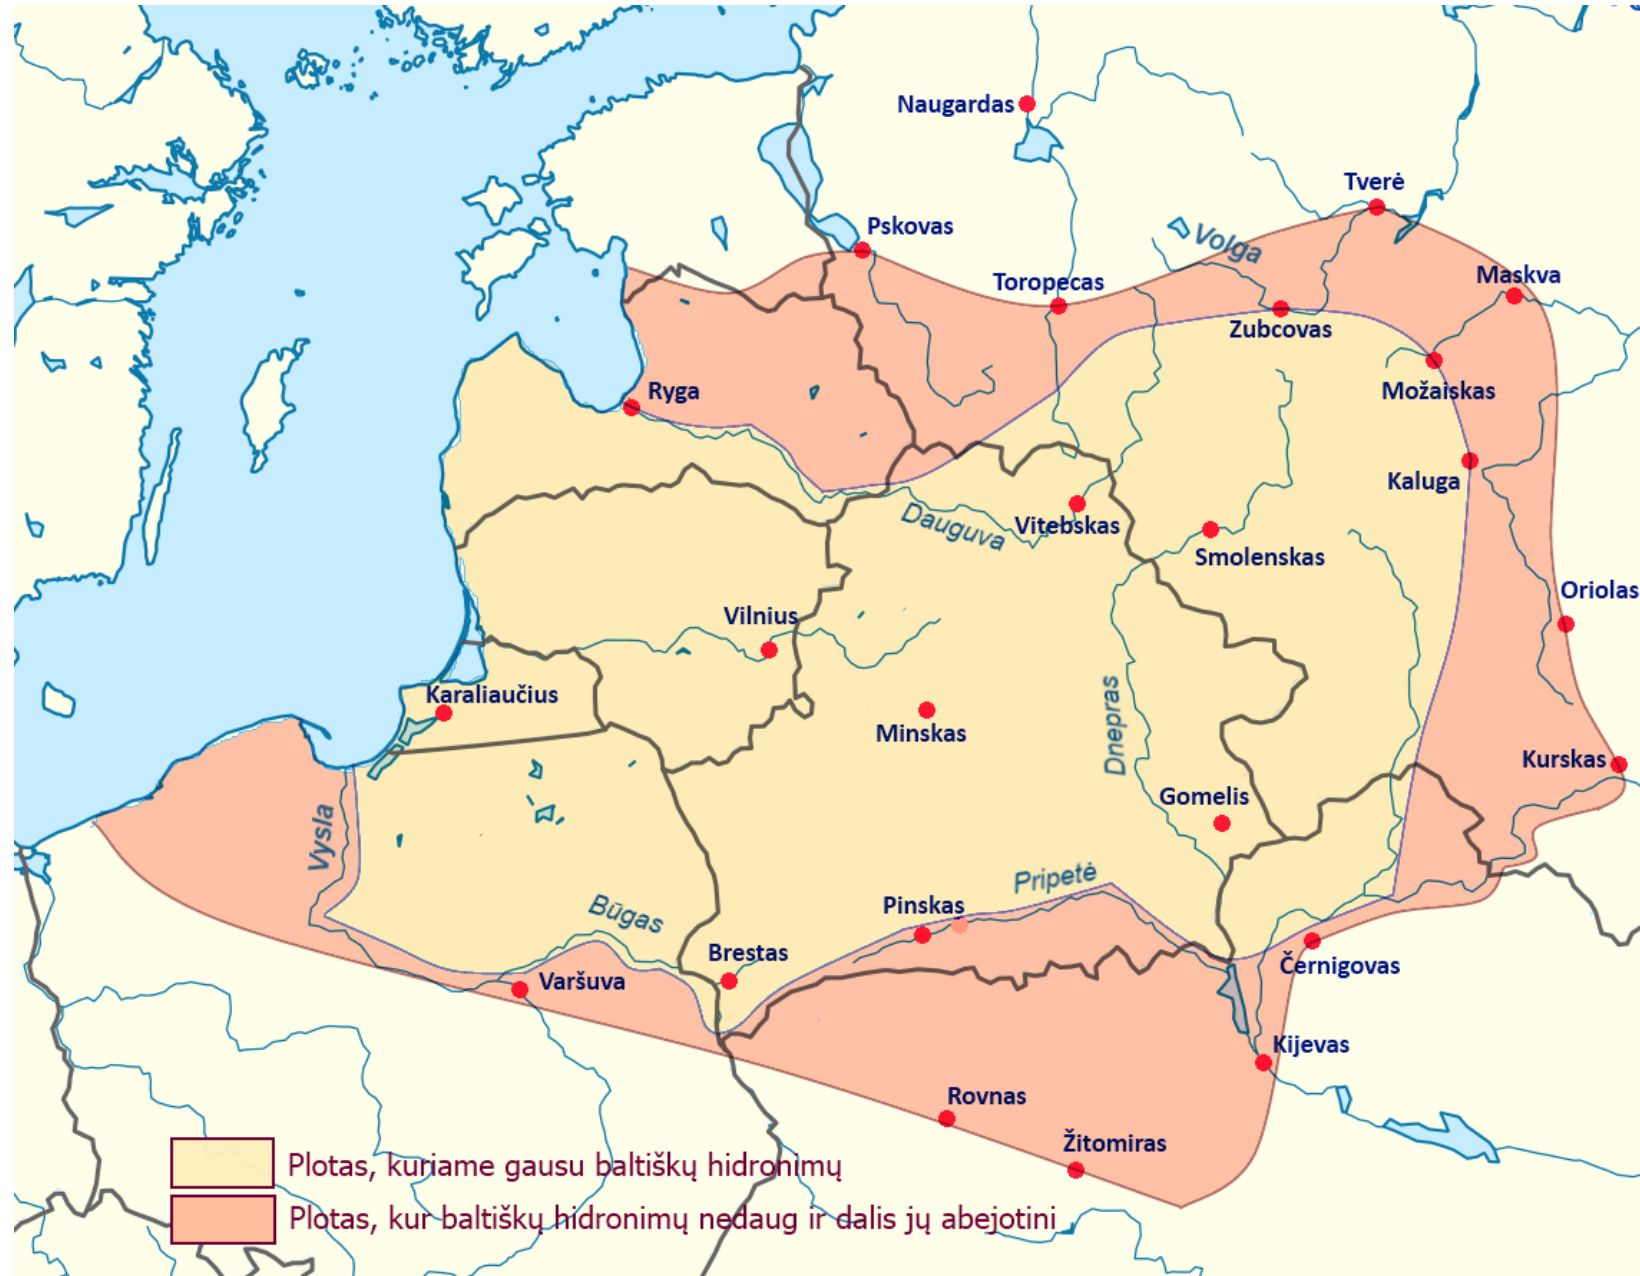 Naugardas
Tverė
Pskovas
Volga
Toropecas
Maskva
Zubcovas
Ryga
Možaiskas
Kaluga
Dauguva
Vitebskas
Smolenskas
Oriolas
Vilnius
Karaliaučius
Minskas
Dnepras
Kurskas
Gomelis
Vysla
Pripetė
Būgas
Pinskas
Brestas
Varšuva
Černigovas
Kijevas
Rovnas
Žitomiras
Plotas, kuriame gausu baltiškų hidronimų
Plotas, kur baltiškų hidronimų nedaug ir dalis jų abejotini